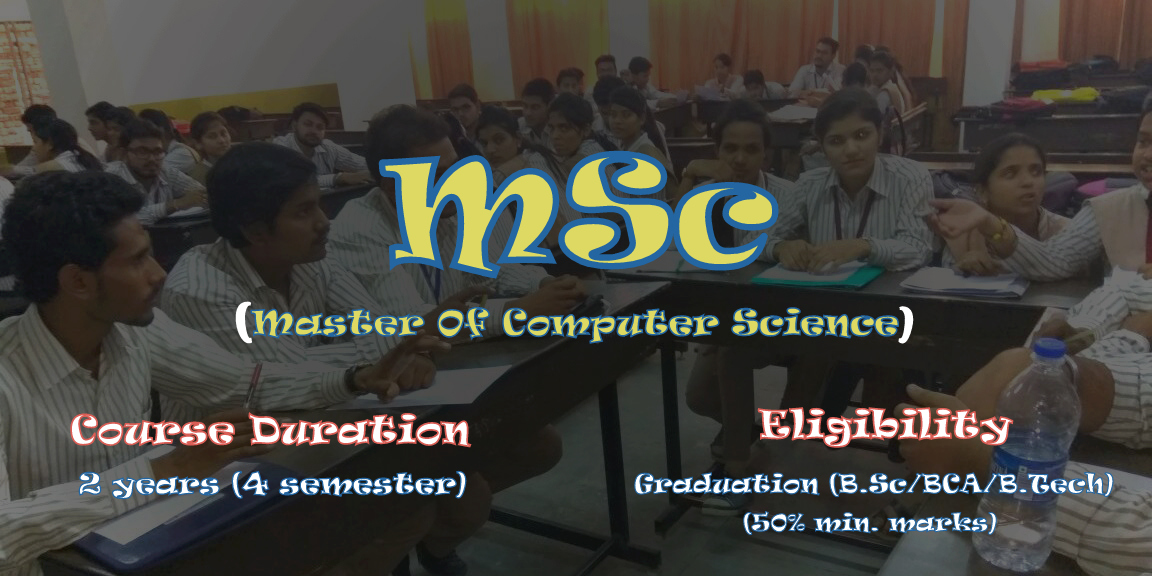 MSc
(Master Of Computer Science)
Course Duration
2 years (4 semester)
Eligibility
Graduation (B.Sc/BCA/B.Tech)
(50% min. marks)